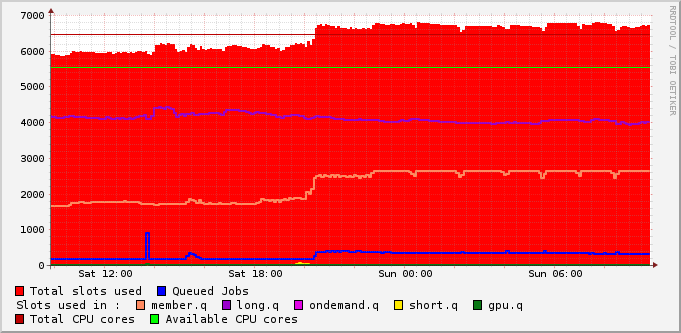 7000
6000
5000
4000
3000
2000
1000
0
Sat 12:00 Sat 18:00 Sun 00:00 Sun 06:00
RRDTOOL / TOBI OETIKER
Total slots used Queued Jobs
Slots used in : member.q long.q ondemand.q short.q gpu.q
Total CPU cores Available CPU cores